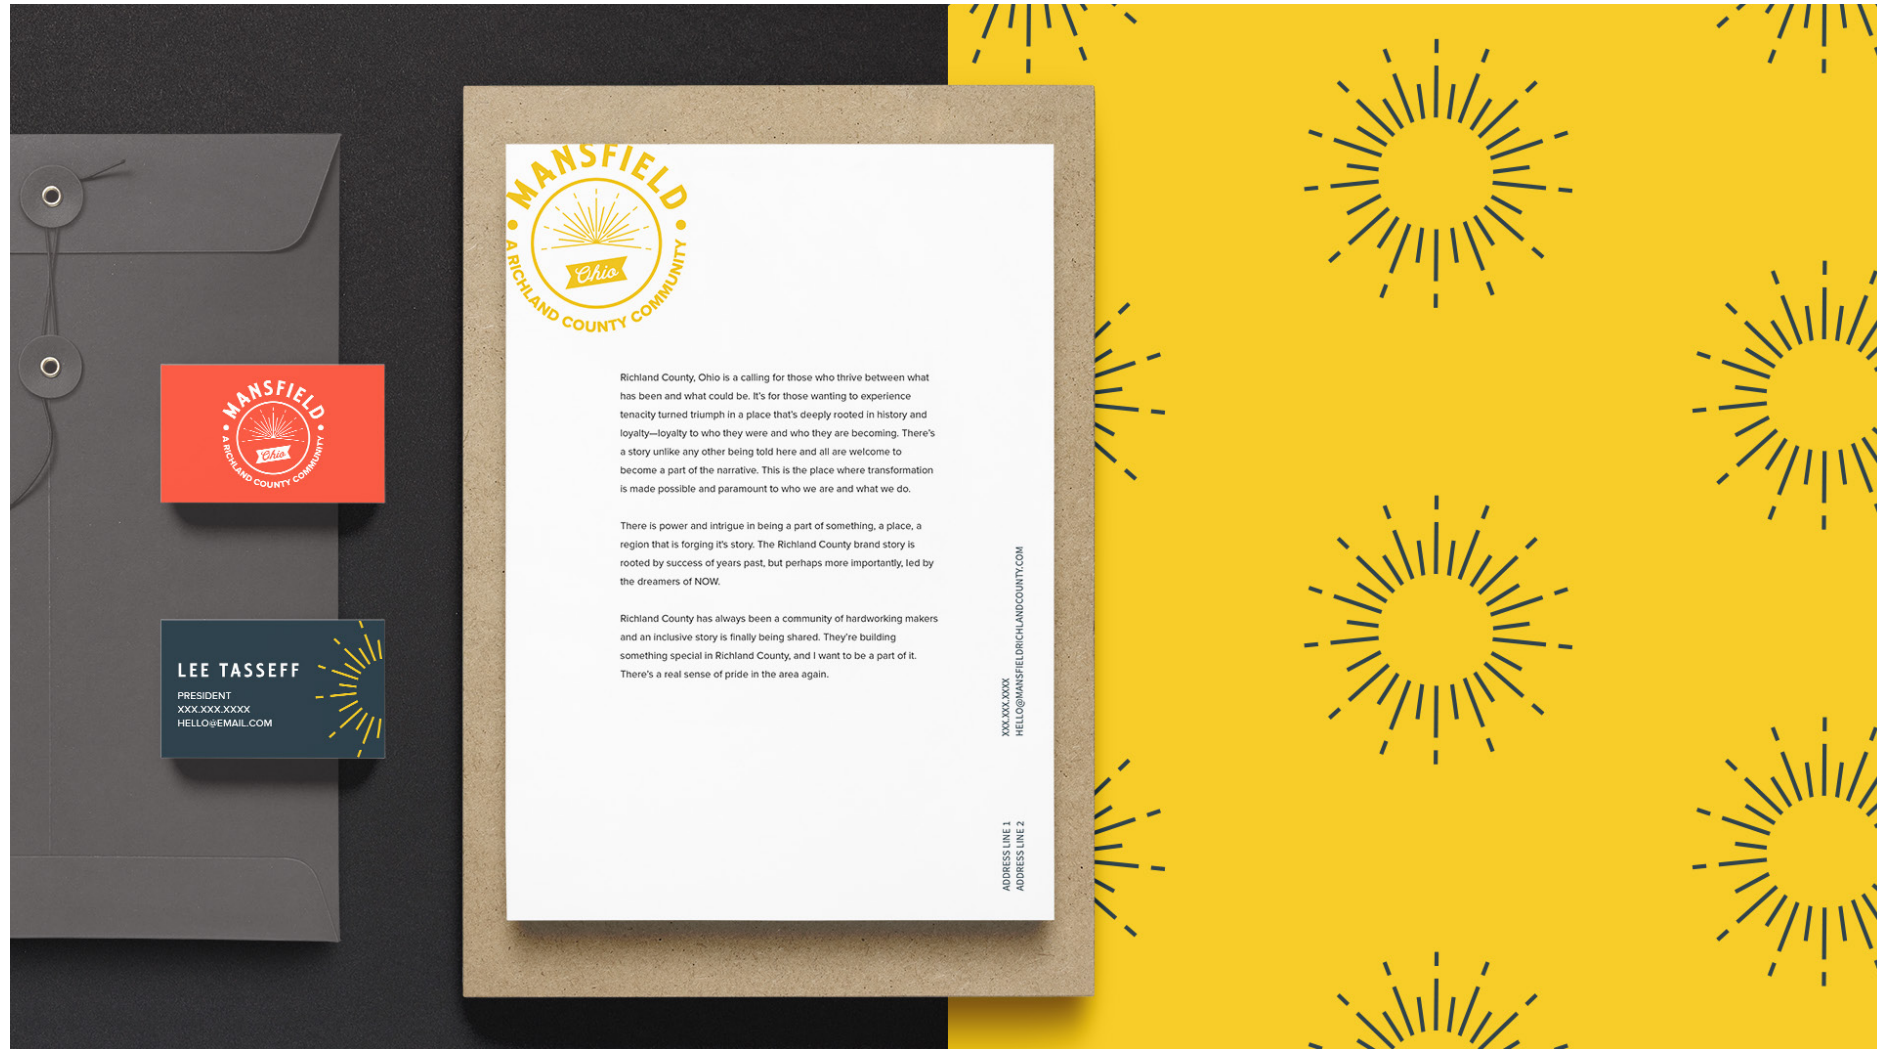 MANSFIELD
Ohio
A RICHLAND COUNTY COMMUNITY
LEE TASSEFF
PRESIDENT
XXX.XXX.XXXX
HELLO@EMAIL.COM
MANSFIELD
Ohio
A RICHLAND COUNTY COMMUNITY
Richland County, Ohio is a calling for those who thrive between what
has been and what could be. It's for those wanting to experience
tenacity turned triumph in a place that's deeply rooted in history and
loyalty—loyalty to who they were and who they are becoming. There's
a story unlike any other being told here and all are welcome to
become a part of the narrative. This is the place where transformation
is made possible and paramount to who we are and what we do.
There is power and intrigue in being a part of something, a place, a
region that is forging it's story. The Richland County brand story is
rooted by success of years past, but perhaps more importantly, led by
the dreamers of NOW.
Richland County has always been a community of hardworking makers
and an inclusive story is finally being shared. They're building
something special in Richland County, and I want to be a part of it.
There's a real sense of pride in the area again.
XXX.XXX.XXXX
HELLO@MANSFIELDRICHLANDCOUNTY.COM
ADDRESS LINE 1
ADDRESS LINE 2